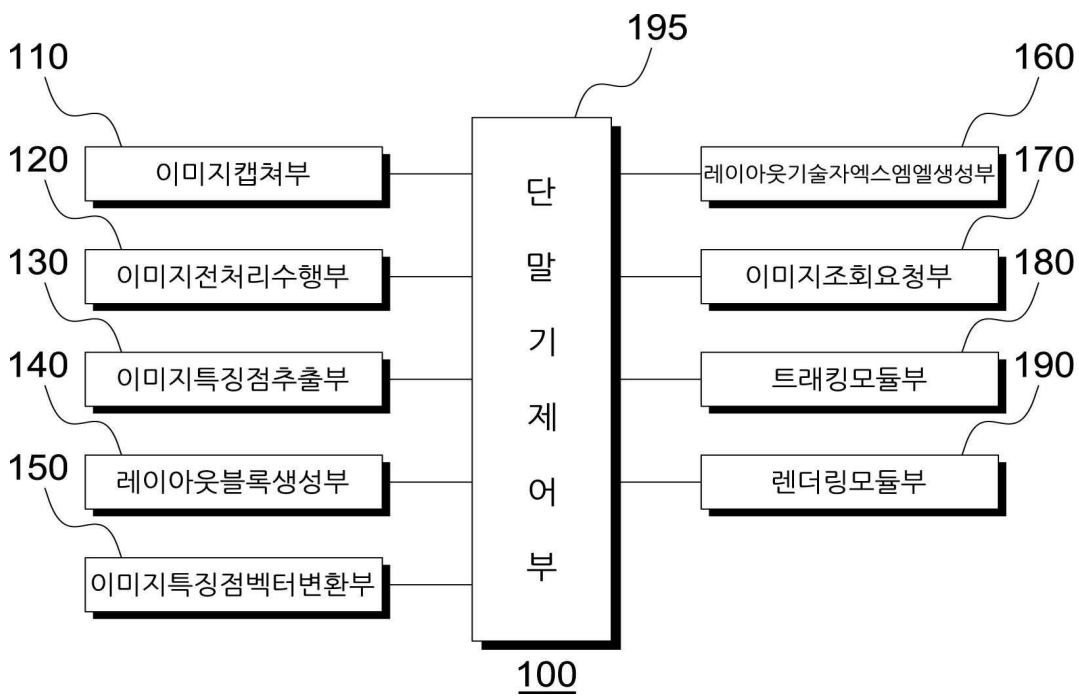 195
110
160
이미지캡쳐부
레이아웃기술자엑스엠엘생성부
120
170
이미지전처리수행부
이미지조회요청부
130
180
이미지특징점추출부
트래킹모듈부
140
190
레이아웃블록생성부
렌더링모듈부
150
이미지특징점벡터변환부
단
말
기
제
어
부
100